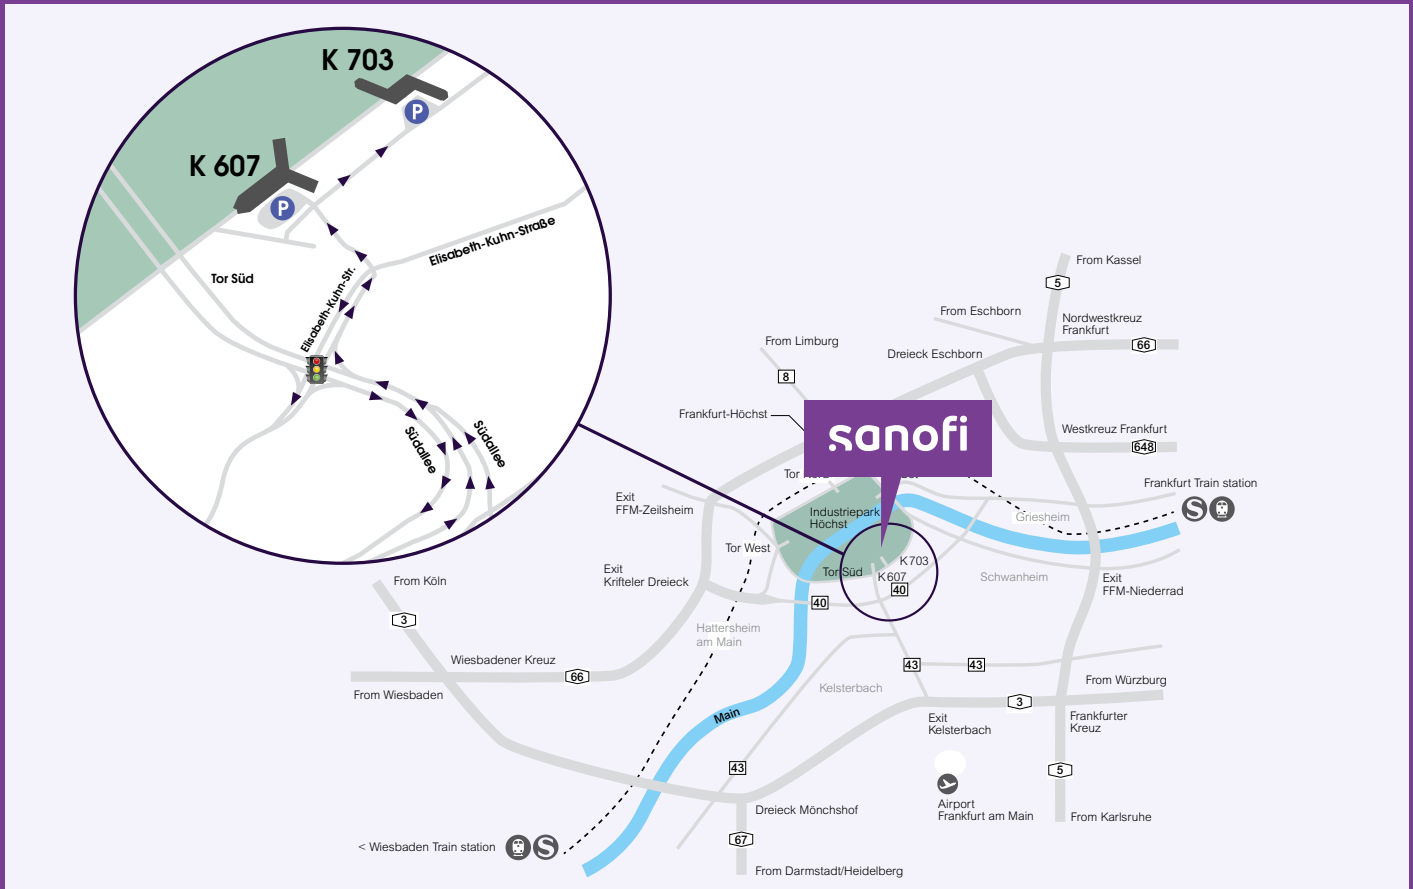 K 703
P
K 607
P
Elisabeth-Kuhn-Straße
Tor Süd
Elisabeth-Kuhn-Str.
Südallee
Südallee
From Kassel
5
From Eschborn
Nordwestkreuz
Frankfurt
66
From Limburg
Dreieck Eschborn
8
Frankfurt-Höchst
sanofi
Westkreuz Frankfurt
648
Tor
Frankfurt Train station
S
Exit
FFM-Zeilsheim
Industriepark
Höchst
Griesheim
Tor West
K703
Exit
Krifteler Dreieck
Tor Süd
K607
Schwanheim
Exit
FFM-Niederrad
40
40
From Köln
3
Hattersheim
am Main
Wiesbadener Kreuz
43
43
66
From Wiesbaden
Kelsterbach
From Würzburg
3
Main
Exit
Kelsterbach
Frankfurter
Kreuz
43
5
Airport
Frankfurt am Main
Dreieck Mönchshof
From Karlsruhe
67
< Wiesbaden Train station
S
From Darmstadt/Heidelberg